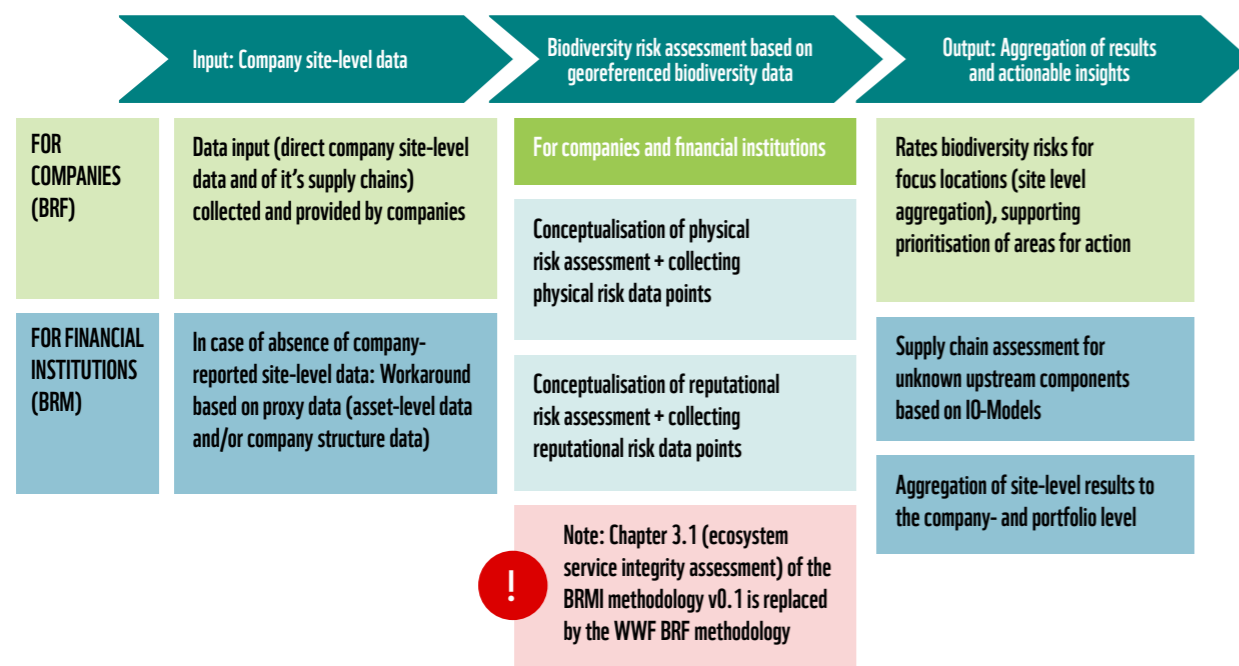 Input: Company site-level data
Biodiversity risk assessment based on
georeferenced biodiversity data
Output: Aggregation of results
and actionable insights
FOR
COMPANIES
(BRF)
Data input (direct company site-level
data and of it's supply chains)
collected and provided by companies
For companies and financial institutions
Conceptualisation of physical
risk assessment + collecting
physical risk data points
Rates biodiversity risks for
focus locations (site level
aggregation), supporting
prioritisation of areas for action
FOR FINANCIAL
INSTITUTIONS
(BRM)
In case of absence of company-
reported site-level data: Workaround
based on proxy data (asset-level data
and/or company structure data)
Conceptualisation of reputational
risk assessment + collecting
reputational risk data points
Supply chain assessment for
unknown upstream components
based on IO-Models
Aggregation of site-level results to
the company- and portfolio level
!
Note: Chapter 3.1 (ecosystem
service integrity assessment) of the
BRMI methodology v0.1 is replaced
by the WWF BRF methodology